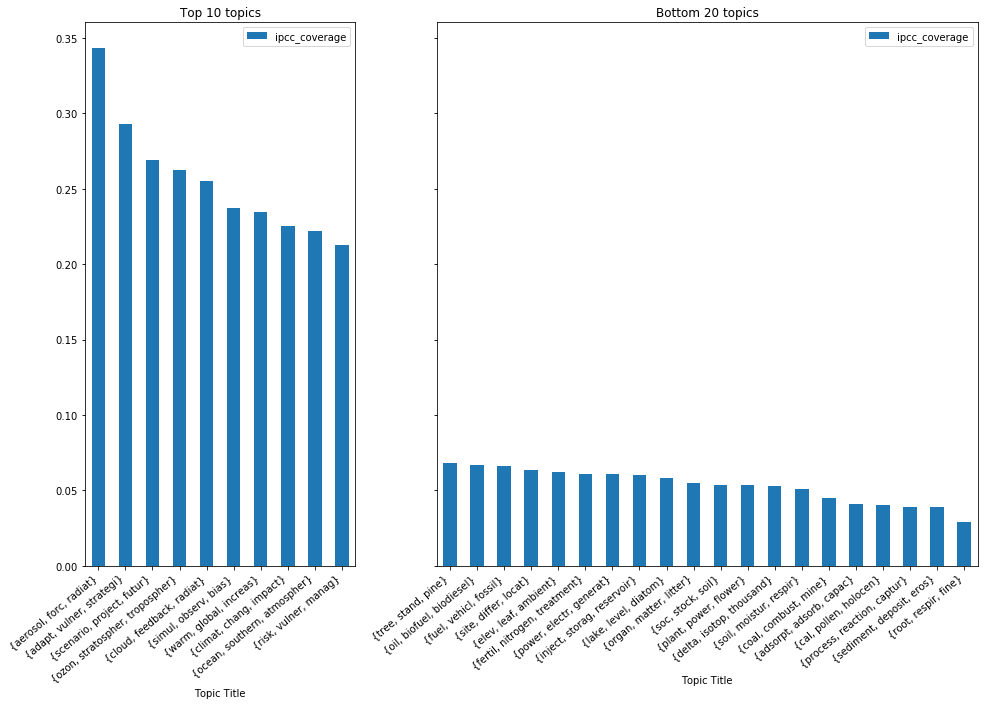 Top 10 topics
ipcc_coverage
0.35
0.30
0.25
0.20
0.15
0.10
0.05
0.00
{aerosol, forc, radiat}
{adapt, vulner, strategi}
{scenario, project, futur}
{ozon, stratospher, tropospher}
{cloud, feedback, radiat}
{simul, observ, bias}
{warm, global, increas}
{climat, chang, impact}
{ocean, southern, atmospher}
{risk, vulner, manag}
Topic Title
Bottom 20 topics
ipcc_coverage
{tree, stand, pine}
{oil, biofuel, biodiesel}
{fuel, vehicl, fossil}
{site, differ, locat}
{elev, leaf, ambient}
{fertil, nitrogen, treatment}
{power, electr, generat}
{inject, storag, reservoir}
{lake, level, diatom}
{organ, matter, litter}
{soc, stock, soil}
{plant, power, flower}
{delta, isotop, thousand}
{soil, moistur, respir}
{coal, combust, mine}
{adsorpt, adsorb, capac}
{cal, pollen, holocen}
{process, reaction, captur}
{sediment, deposit, eros}
{root, respir, fine}
Topic Title